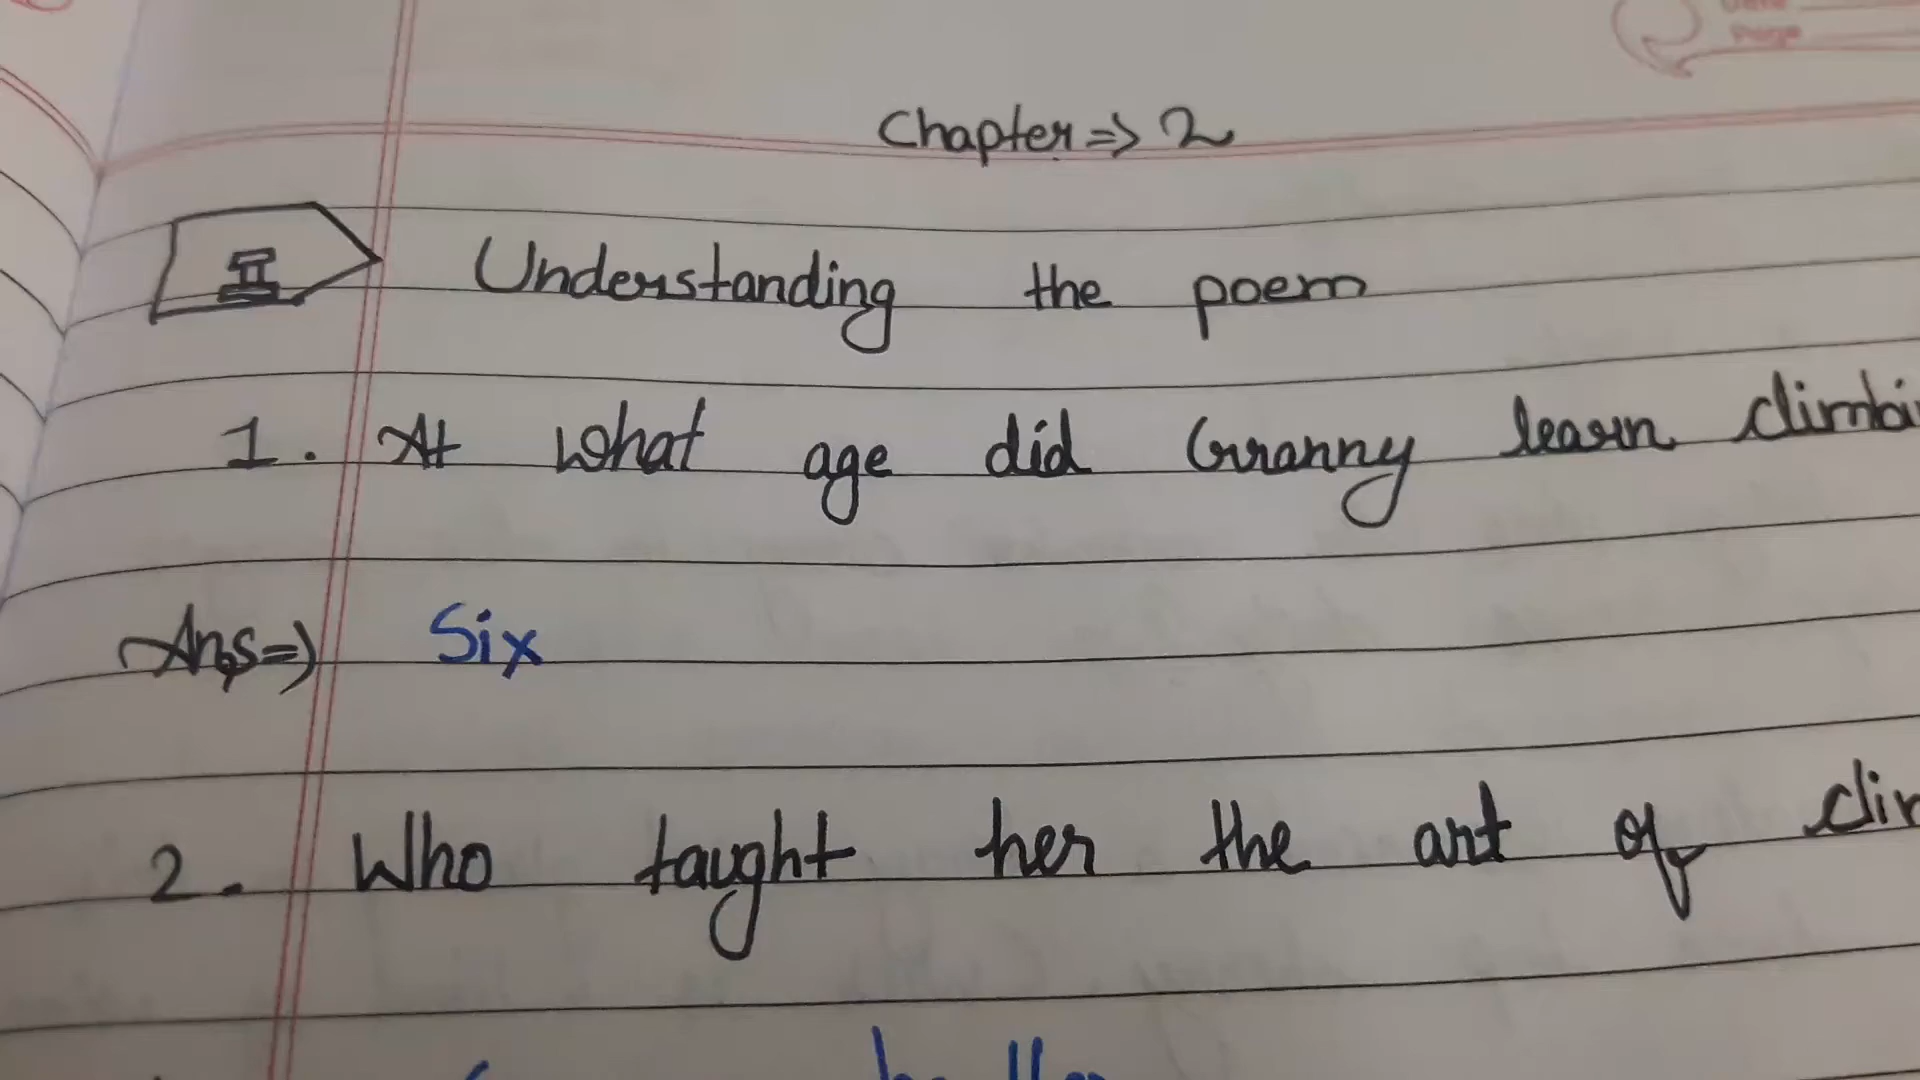 Page
Chapter => 2
II Understanding the poem
1. At what age did Granny learn
Ans => Six
2. Who taught her the art of